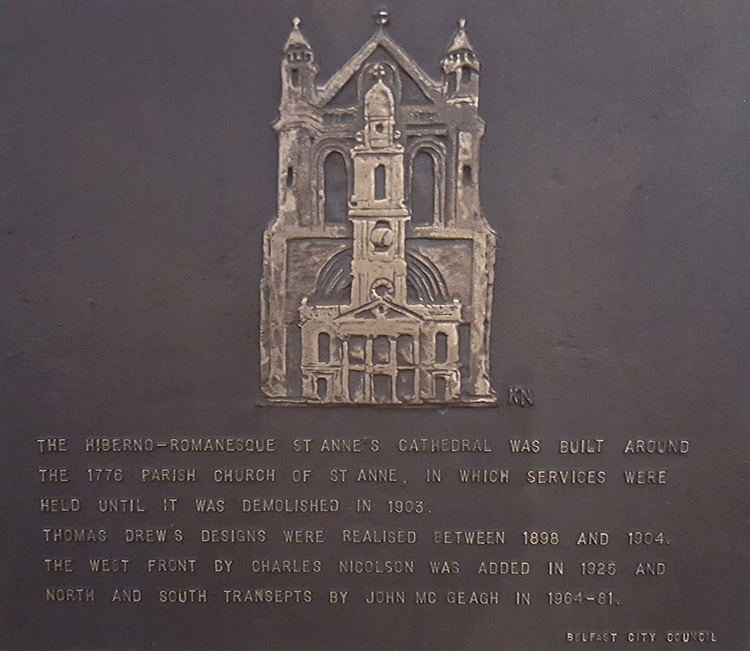 KN
THE HIBERNO-ROMANESQUE ST ANNE'S CATHEDRAL WAS BUILT AROUND
THE 1776 PARISH CHURCH OF ST ANNE, IN WHICH SERVICES WERE
HELD UNTIL IT WAS DEMOLISHED IN 1903.
THOMAS DREW'S DESIGNS WERE REALISED BETWEEN 1898 AND 1904.
THE WEST FRONT BY CHARLES NICOLSON WAS ADDED IN 1925 AND
NORTH AND SOUTH TRANSEPTS BY JOHN MC GEAGH IN 1964-81.
BELFAST CITY COUNCIL